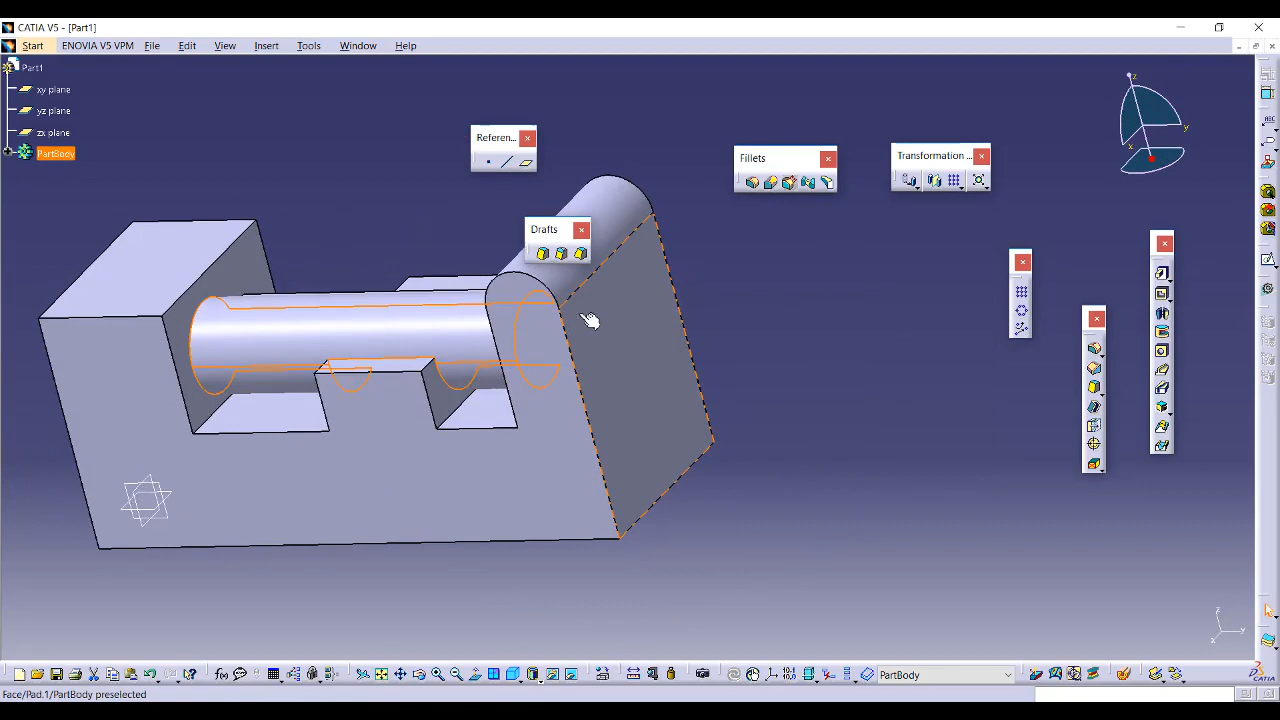 CATIA V5 - [Part1]
Start ENOVIA V5 VPM File Edit View Insert Tools Window Help
Part1
xy plane
yz plane
zx plane
PartBody
Referen...
Fillets
Transformation ...
Drafts
z
y
x
z
y
x
PartBody
Face/Pad.1/PartBody preselected
CATIA